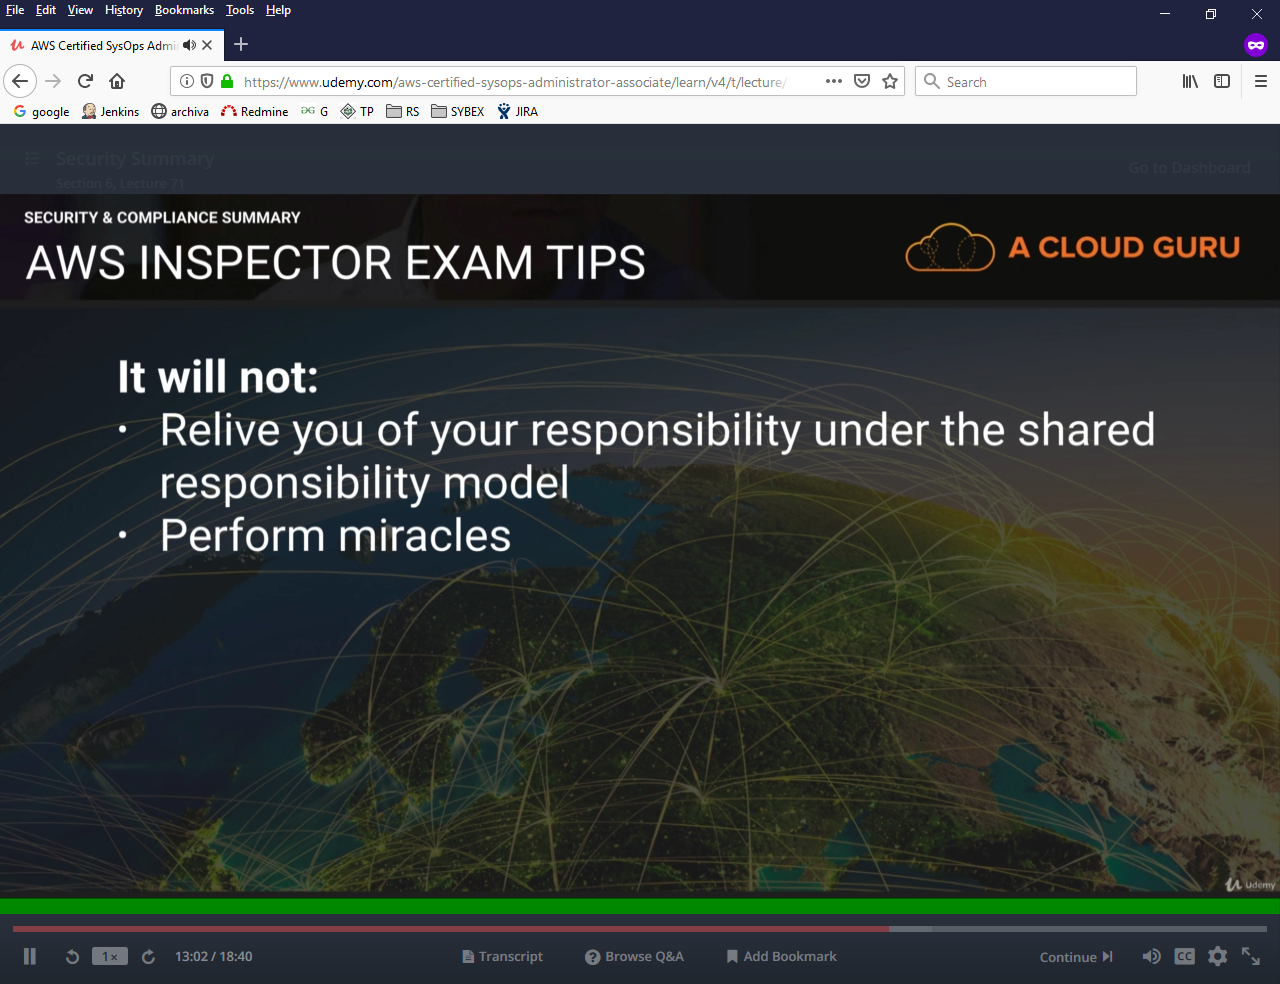 File Edit View History Bookmarks Tools Help
AWS Certified SysOps Admi
https://www.udemy.com/aws-certified-sysops-administrator-associate/learn/v4/t/lecture/
Search
google Jenkins archiva Redmine G TP RS SYBEX JIRA
Security Summary
Section 6, Lecture 71
Go to Dashboard
SECURITY & COMPLIANCE SUMMARY
AWS INSPECTOR EXAM TIPS
A CLOUD GURU
It will not:
• Relive you of your responsibility under the shared
responsibility model
• Perform miracles
Udemy
1x
13:02 / 18:40
Transcript
Browse Q&A
Add Bookmark
Continue
CC